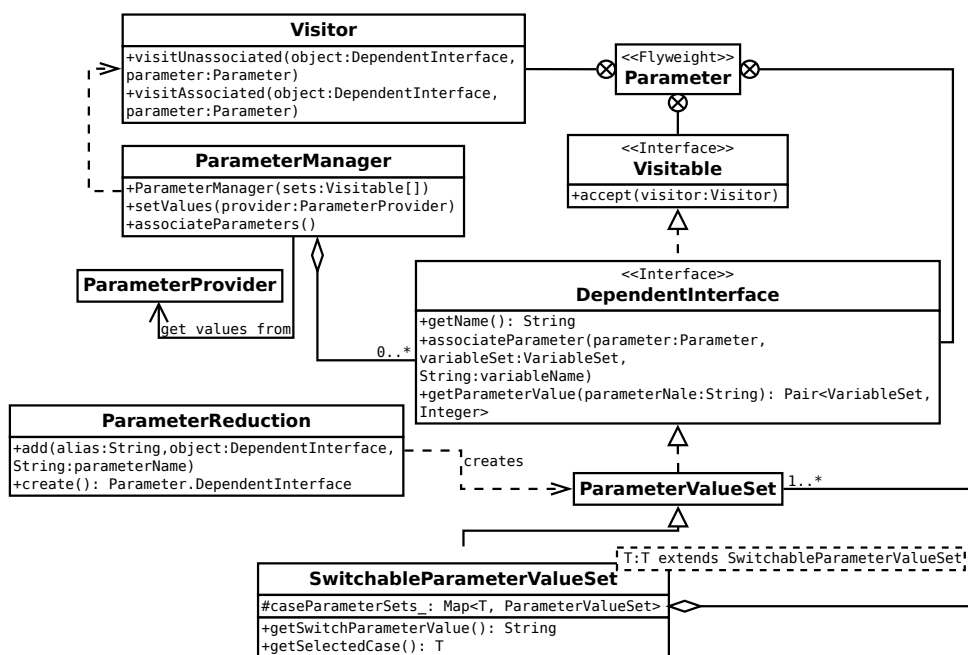 Visitor
+visitUnassociated(object:DependentInterface,
parameter:Parameter)
+visitAssociated(object:DependentInterface,
parameter:Parameter)
<<Flyweight>>
Parameter
ParameterManager
+ParameterManager(sets:Visitable[])
+setValues(provider:ParameterProvider)
+associateParameters()
<<Interface>>
Visitable
+accept(visitor:Visitor)
ParameterProvider
get values from
0..*
<<Interface>>
DependentInterface
+getName(): String
+associateParameter(parameter:Parameter,
variableSet:VariableSet,
String:variableName)
+getParameterValue(parameterNale:String): Pair<VariableSet,
Integer>
ParameterReduction
+add(alias:String,object:DependentInterface,
String:parameterName)
+create(): Parameter.DependentInterface
creates
ParameterValueSet
1..*
T:T extends SwitchableParameterValueSet
SwitchableParameterValueSet
#caseParameterSets_: Map<T, ParameterValueSet>
+getSwitchParameterValue(): String
+getSelectedCase(): T